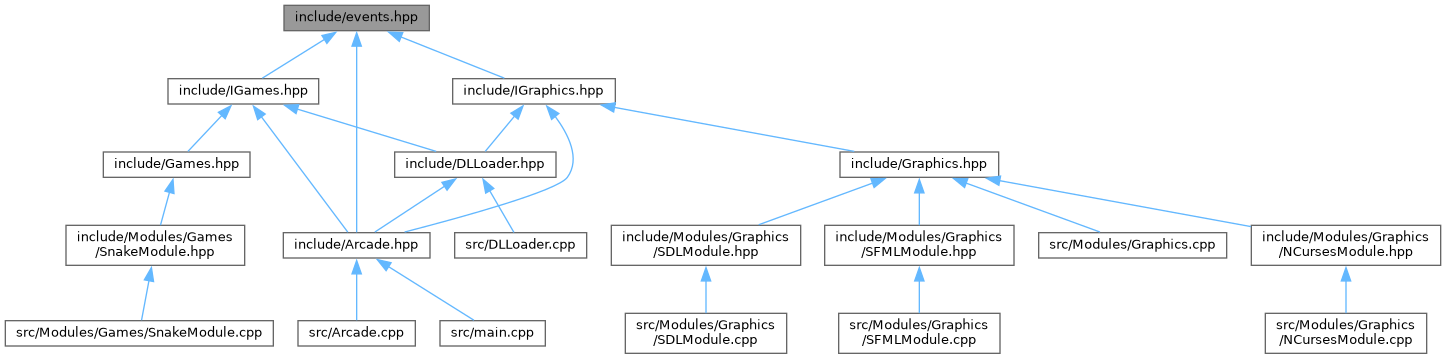 include/events.hpp
include/IGames.hpp
include/IGraphics.hpp
include/Games.hpp
include/DLLoader.hpp
include/Graphics.hpp
include/Modules/Games
/SnakeModule.hpp
include/Arcade.hpp
src/DLLoader.cpp
include/Modules/Graphics
/SDLModule.hpp
include/Modules/Graphics
/SFMLModule.hpp
src/Modules/Graphics.cpp
include/Modules/Graphics
/NCursesModule.hpp
src/Modules/Games/SnakeModule.cpp
src/Arcade.cpp
src/main.cpp
src/Modules/Graphics
/SDLModule.cpp
src/Modules/Graphics
/SFMLModule.cpp
src/Modules/Graphics
/NCursesModule.cpp